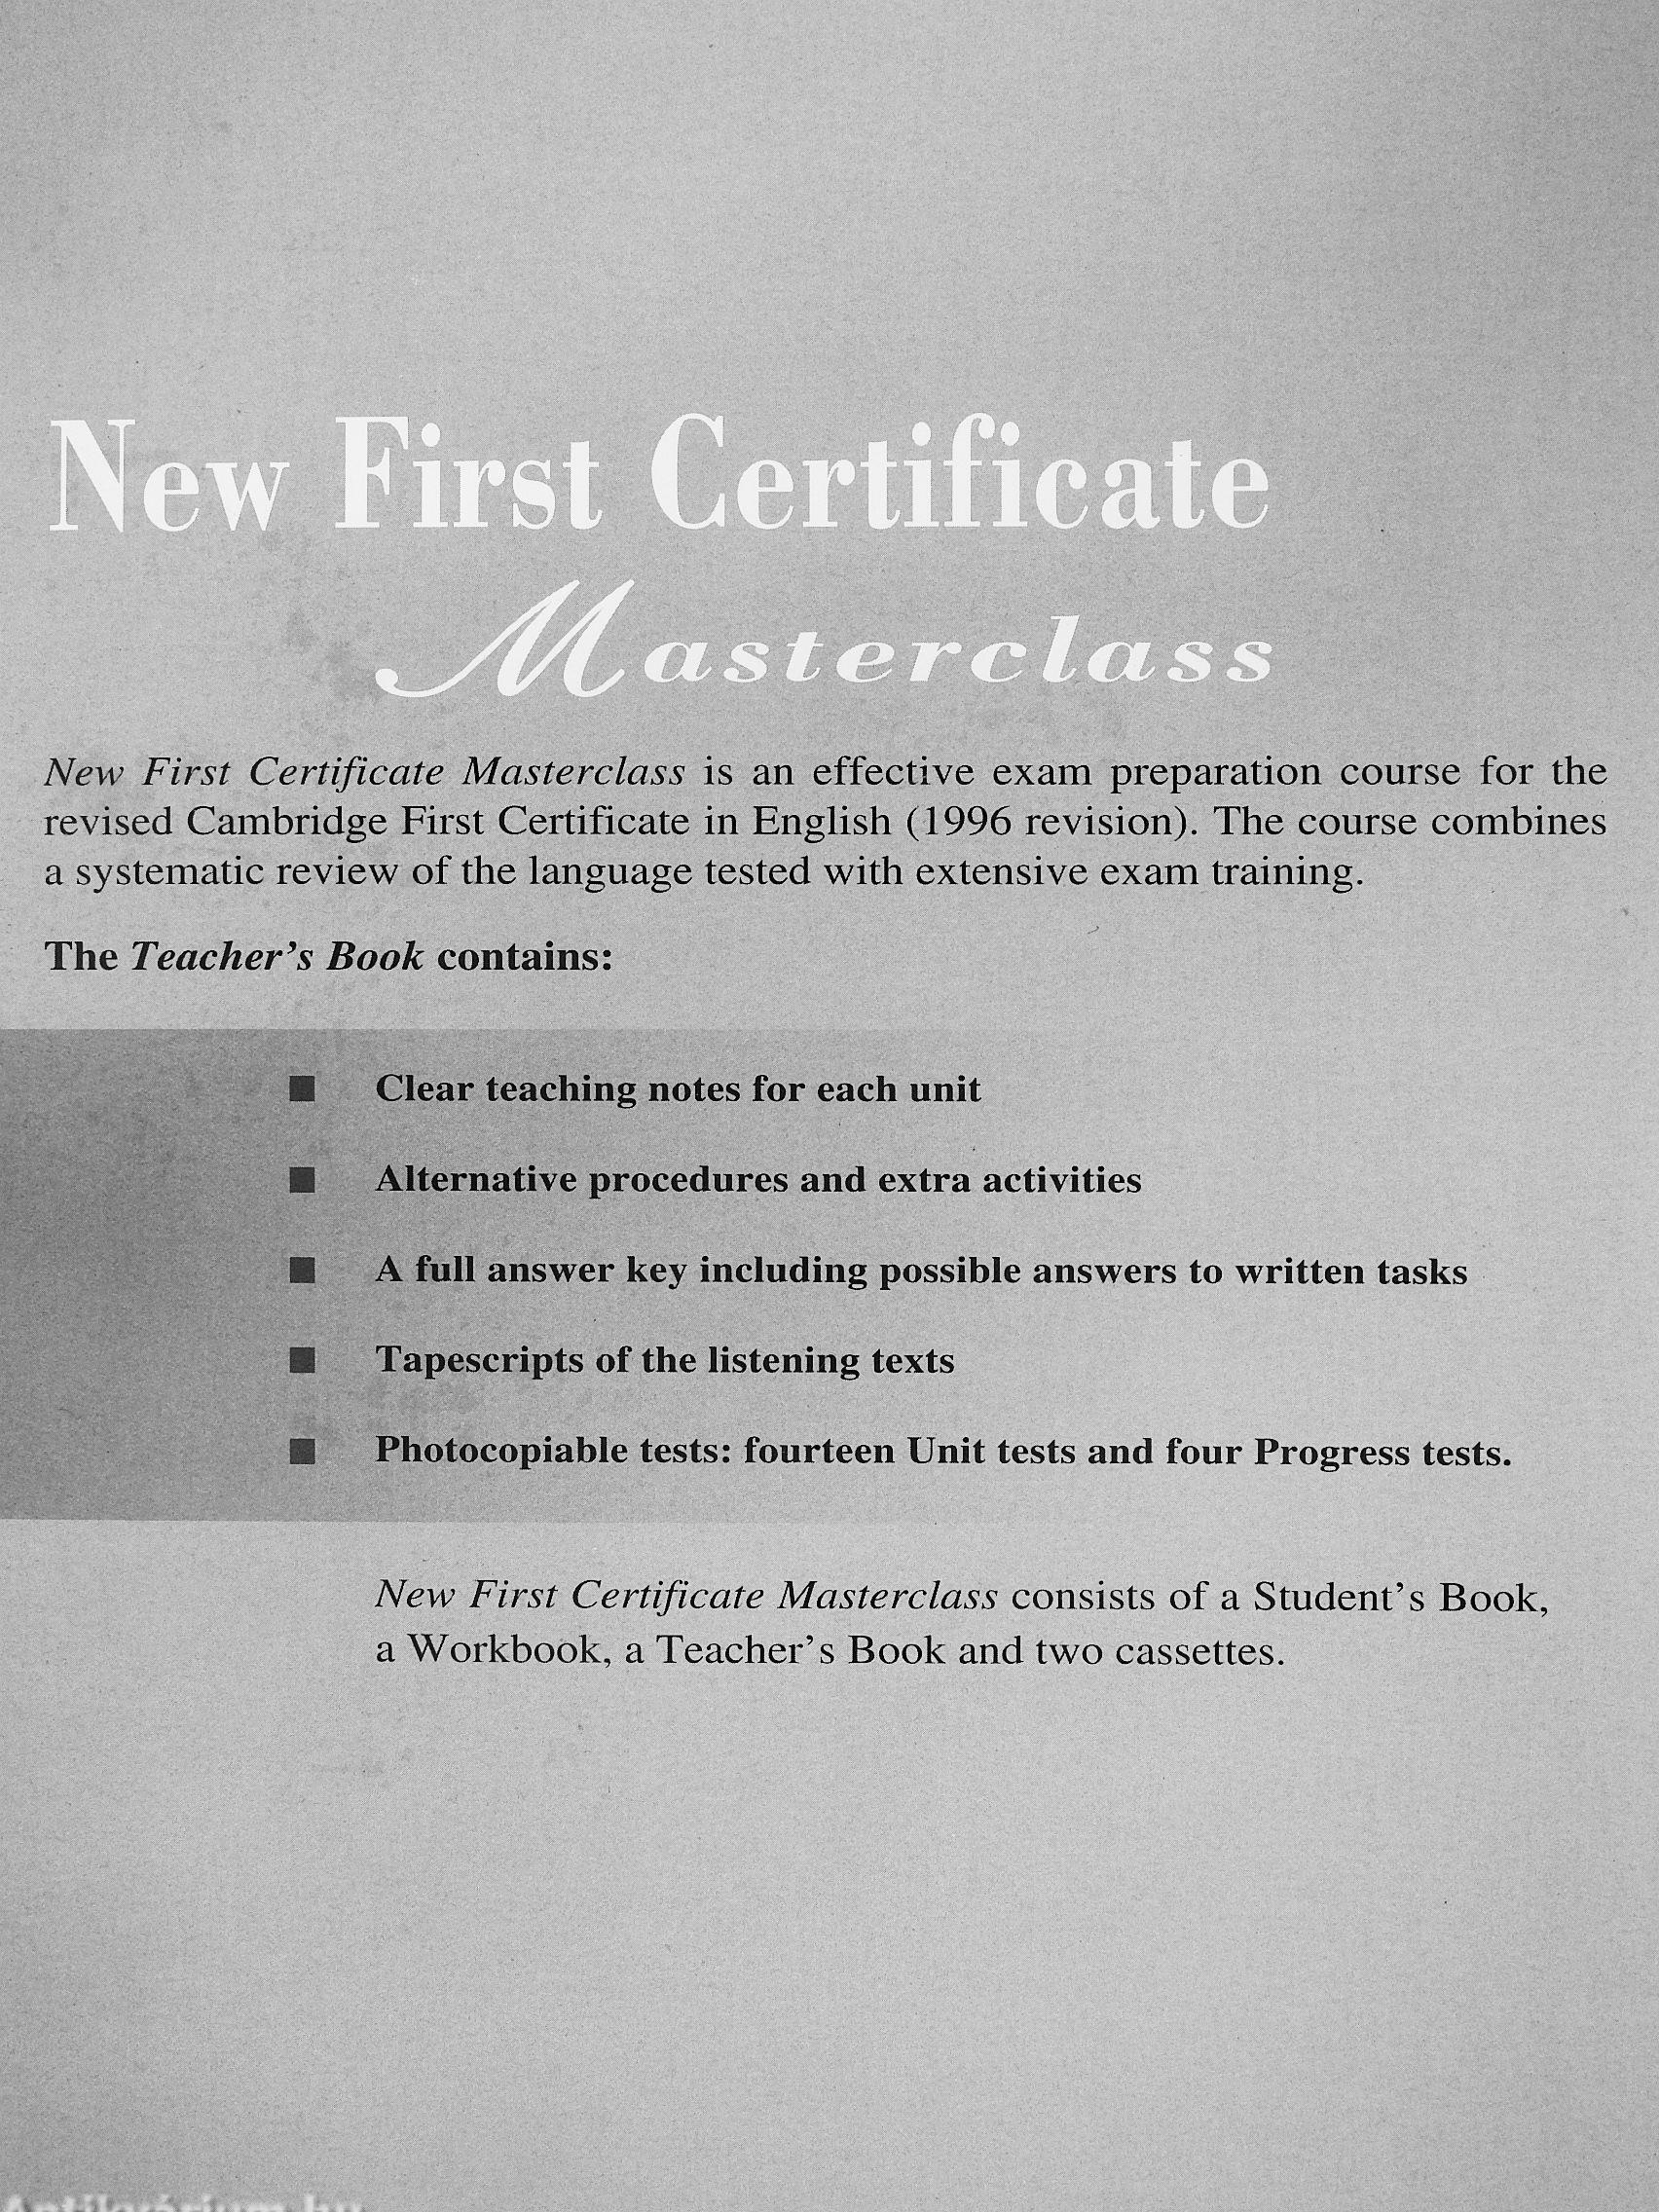 New First Certificate
Masterclass
New First Certificate Masterclass is an effective exam preparation course for the
revised Cambridge First Certificate in English (1996 revision). The course combines
a systematic review of the language tested with extensive exam training.
The Teacher's Book contains:
■ Clear teaching notes for each unit
■ Alternative procedures and extra activities
■ A full answer key including possible answers to written tasks
■ Tapescripts of the listening texts
■ Photocopiable tests: fourteen Unit tests and four Progress tests.
New First Certificate Masterclass consists of a Student's Book,
a Workbook, a Teacher's Book and two cassettes.